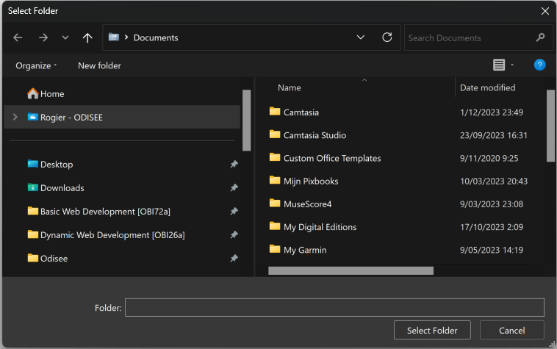 Select Folder
Documents
Search Documents
Organize
New folder
Home
Rogier - ODISEE
Desktop
Downloads
Basic Web Development [OBI72a]
Dynamic Web Development [OBI26a]
Odisee
Name Date modified
Camtasia 1/12/2023 23:49
Camtasia Studio 23/09/2023 16:31
Custom Office Templates 9/11/2020 9:25
Mijn Pixbooks 10/03/2023 20:43
MuseScore4 9/03/2023 23:08
My Digital Editions 17/10/2023 2:09
My Garmin 9/05/2023 14:19
Folder:
Select Folder Cancel